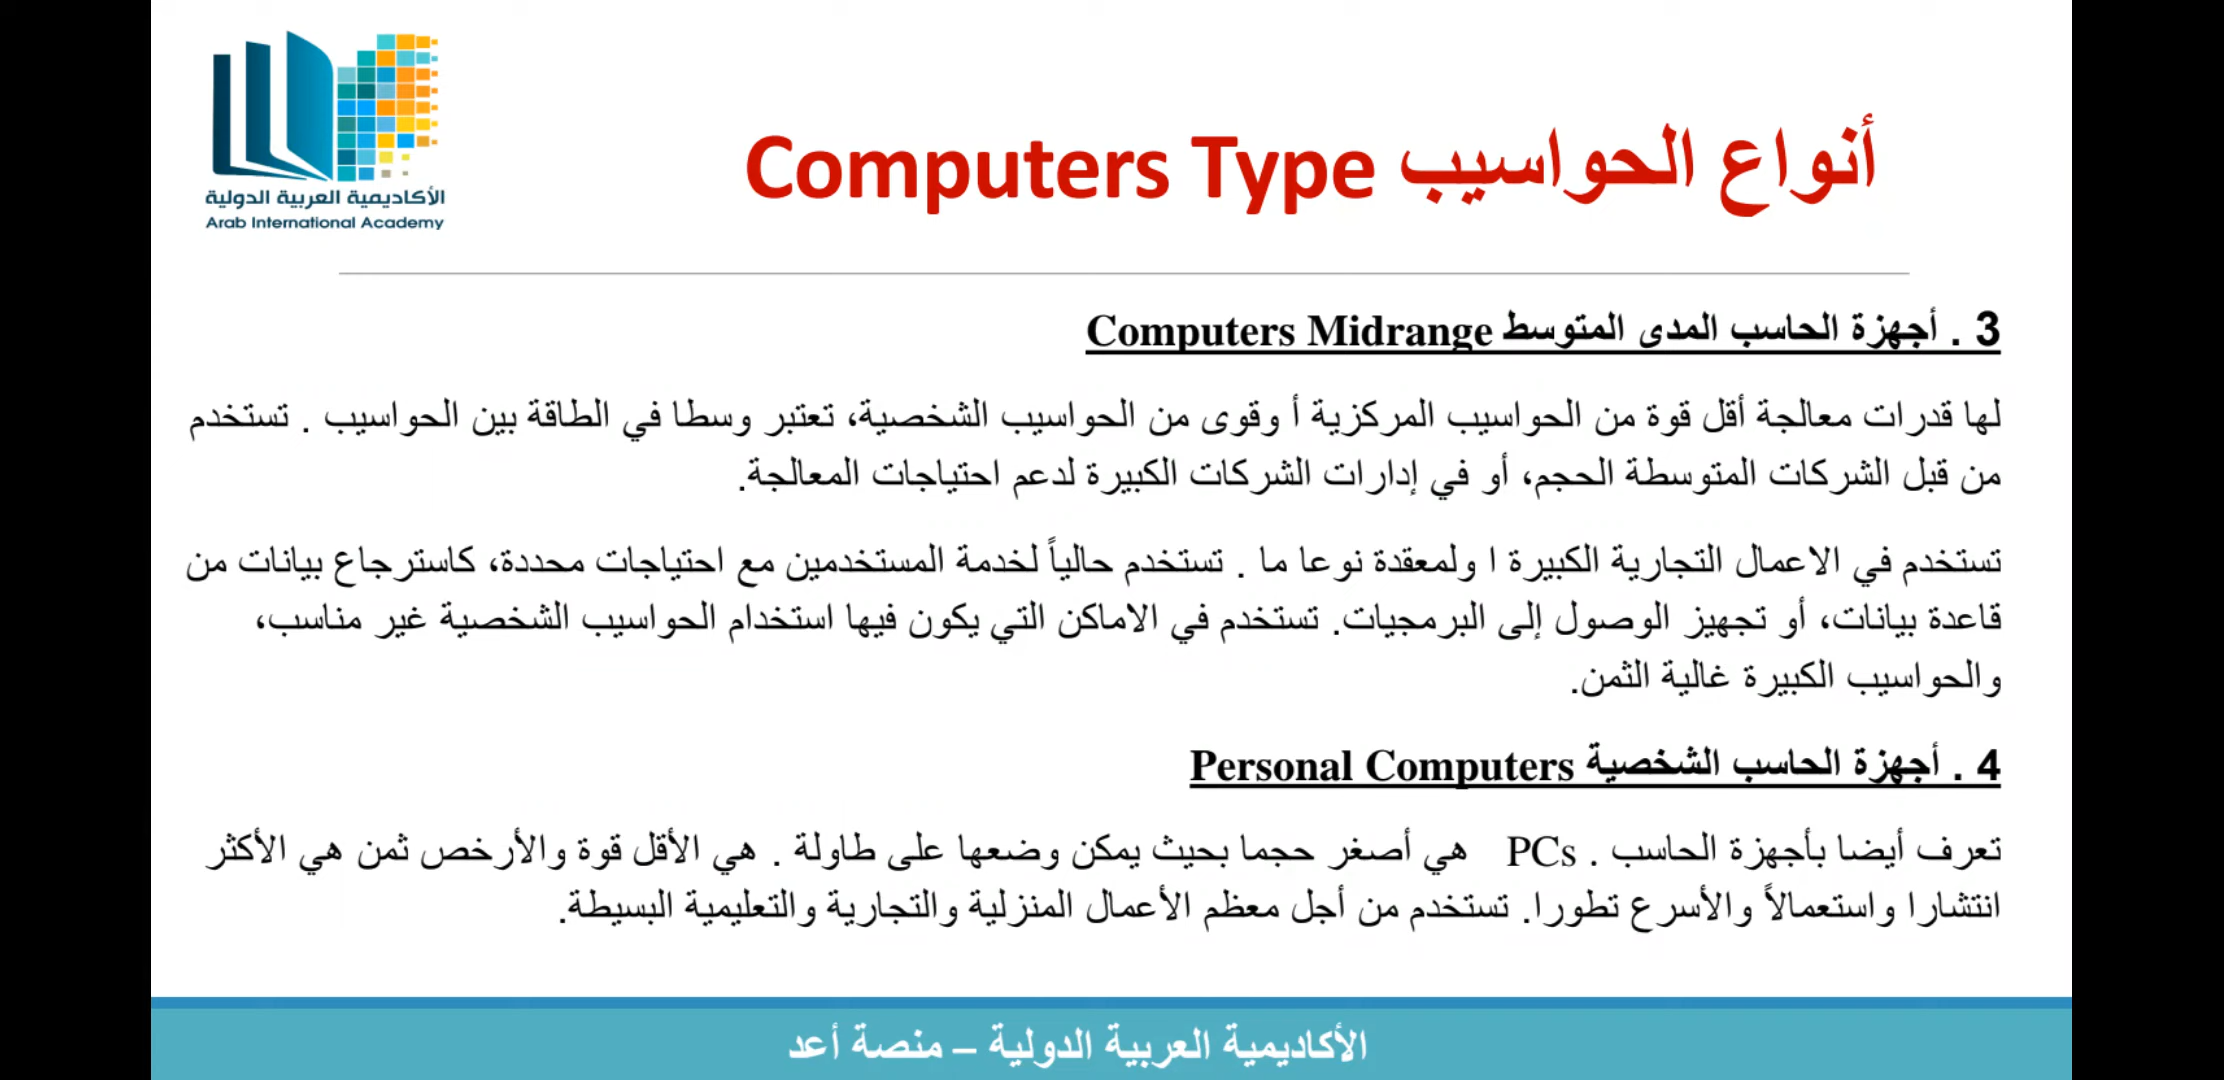 الأكاديمية العربية الدولية
Arab International Academy
أنواع الحواسيب Computers Type
3 . أجهزة الحاسب المدى المتوسط Computers Midrange
لها قدرات معالجة أقل قوة من الحواسيب المركزية أ وقوى من الحواسيب الشخصية، تعتبر وسطا في الطاقة بين الحواسيب . تستخدم
من قبل الشركات المتوسطة الحجم، أو في إدارات الشركات الكبيرة لدعم احتياجات المعالجة.
تستخدم في الاعمال التجارية الكبيرة ا ولمعقدة نوعا ما . تستخدم حالياً لخدمة المستخدمين مع احتياجات محددة، كاسترجاع بيانات من
قاعدة بيانات، أو تجهيز الوصول إلى البرمجيات. تستخدم في الاماكن التي يكون فيها استخدام الحواسيب الشخصية غير مناسب،
والحواسيب الكبيرة غالية الثمن.
4 . أجهزة الحاسب الشخصية Personal Computers
تعرف أيضا بأجهزة الحاسب . PCs هي أصغر حجما بحيث يمكن وضعها على طاولة . هي الأقل قوة والأرخص ثمن هي الأكثر
انتشارا واستعمالاً والأسرع تطورا. تستخدم من أجل معظم الأعمال المنزلية والتجارية والتعليمية البسيطة.
الأكاديمية العربية الدولية – منصة أعد